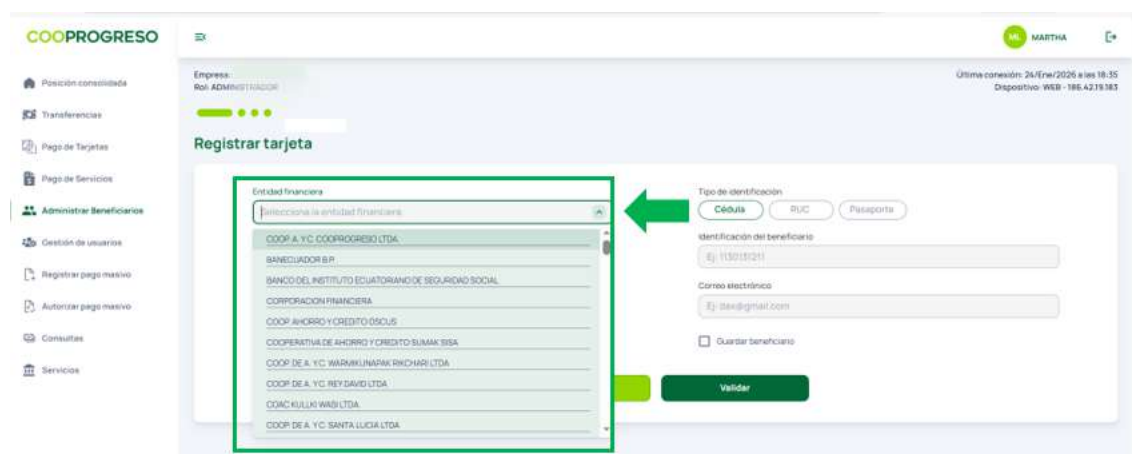 COOPROGRESO
ML MARTHA
Posición consolidada
Transferencias
Pago de Tarjetas
Pago de Servicios
Administrar Beneficiarios
Gestión de usuarios
Registrar pago masivo
Autorizar pago masivo
Consultas
Servicios
Empresa:
Rol: ADMINISTRADOR
Última conexión: 24/Ene/2026 a las 18:35
Dispositivo: WEB - 186.42.19.183
Registrar tarjeta
Entidad financiera
Selecciona la entidad financiera
COOP. A. Y C. COOPROGRESO LTDA.
BANECUADOR B.P.
BANCO DEL INSTITUTO ECUATORIANO DE SEGURIDAD SOCIAL
CORPORACION FINANCIERA
COOP AHORRO Y CREDITO OSCUS
COOPERATIVA DE AHORRO Y CREDITO SUMAK SISA
COOP. DE A. Y C. WARMIKUNAPAK RIKCHARI LTDA
COOP. DE A. Y C. REY DAVID LTDA
COAC KULLKI WASI LTDA.
COOP. DE A. Y C. SANTA LUCIA LTDA
Tipo de identificación
Cédula RUC Pasaporte
Identificación del beneficiario
Correo electrónico
Guardar beneficiario
Validar